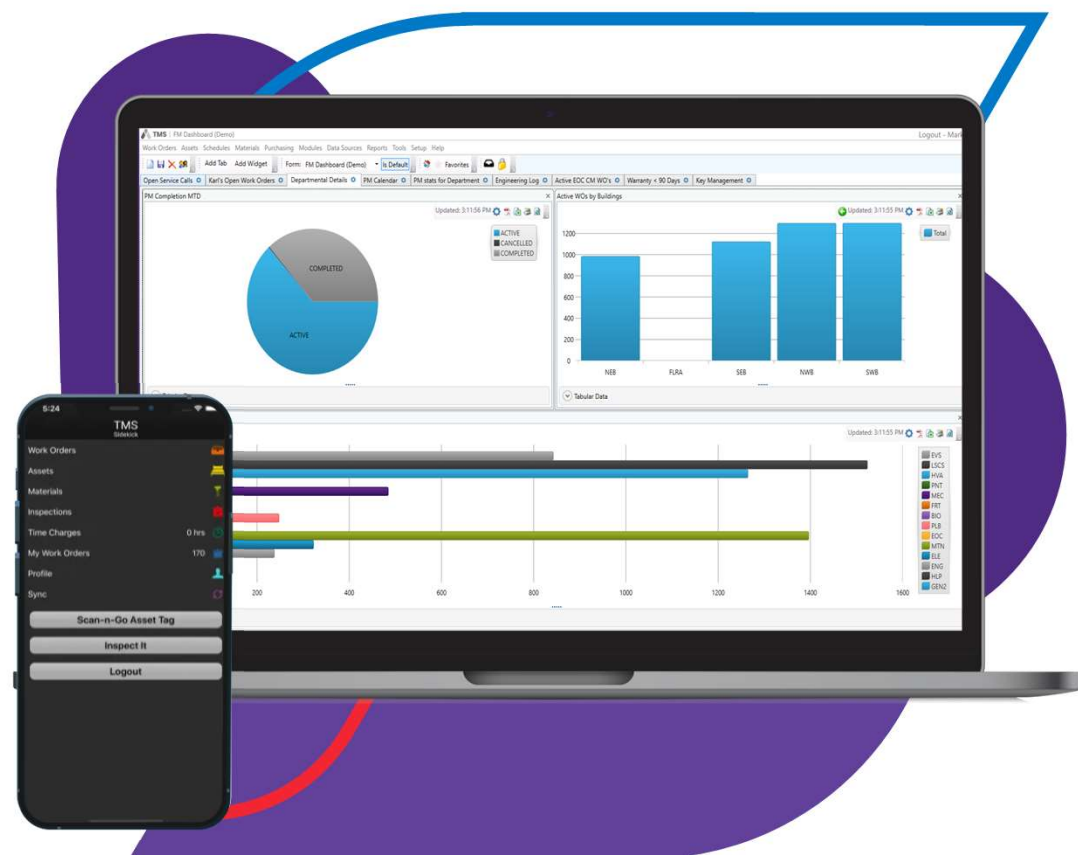 TMS : FM Dashboard (Demo) Logout - Mark
Work Orders Assets Schedules Materials Purchasing Modules Data Sources Reports Tools Setup Help
Add Tab Add Widget Form: FM Dashboard (Demo) Is Default Favorites
Open Service Calls Karl's Open Work Orders Departmental Details PM Calendar PM stats for Department Engineering Log Active EOC CM WO's Warranty < 90 Days Key Management
PM Completion MTD
Updated: 3:11:56 PM
ACTIVE
CANCELLED
COMPLETED
COMPLETED
ACTIVE
Active WOs by Buildings
Updated: 3:11:55 PM
Total
1200
1000
800
600
400
200
0
NEB FLRA SEB NWB SWB
Tabular Data
Updated: 3:11:55 PM
EVS
LSCS
HVA
PNT
MEC
FRT
BIO
PLB
EOC
MTN
ELE
ENG
HLP
GEN2
200 400 600 800 1000 1200 1400 1600
5:24
TMS
Sidekick
Work Orders
Assets
Materials
Inspections
Time Charges 0 hrs
My Work Orders 170
Profile
Sync
Scan-n-Go Asset Tag
Inspect It
Logout